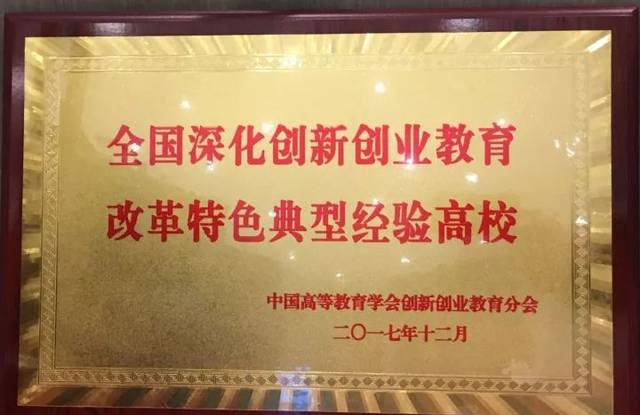 全国深化创新创业教育
改革特色典型经验高校
中国高等教育学会创新创业教育分会
二〇一七年十二月